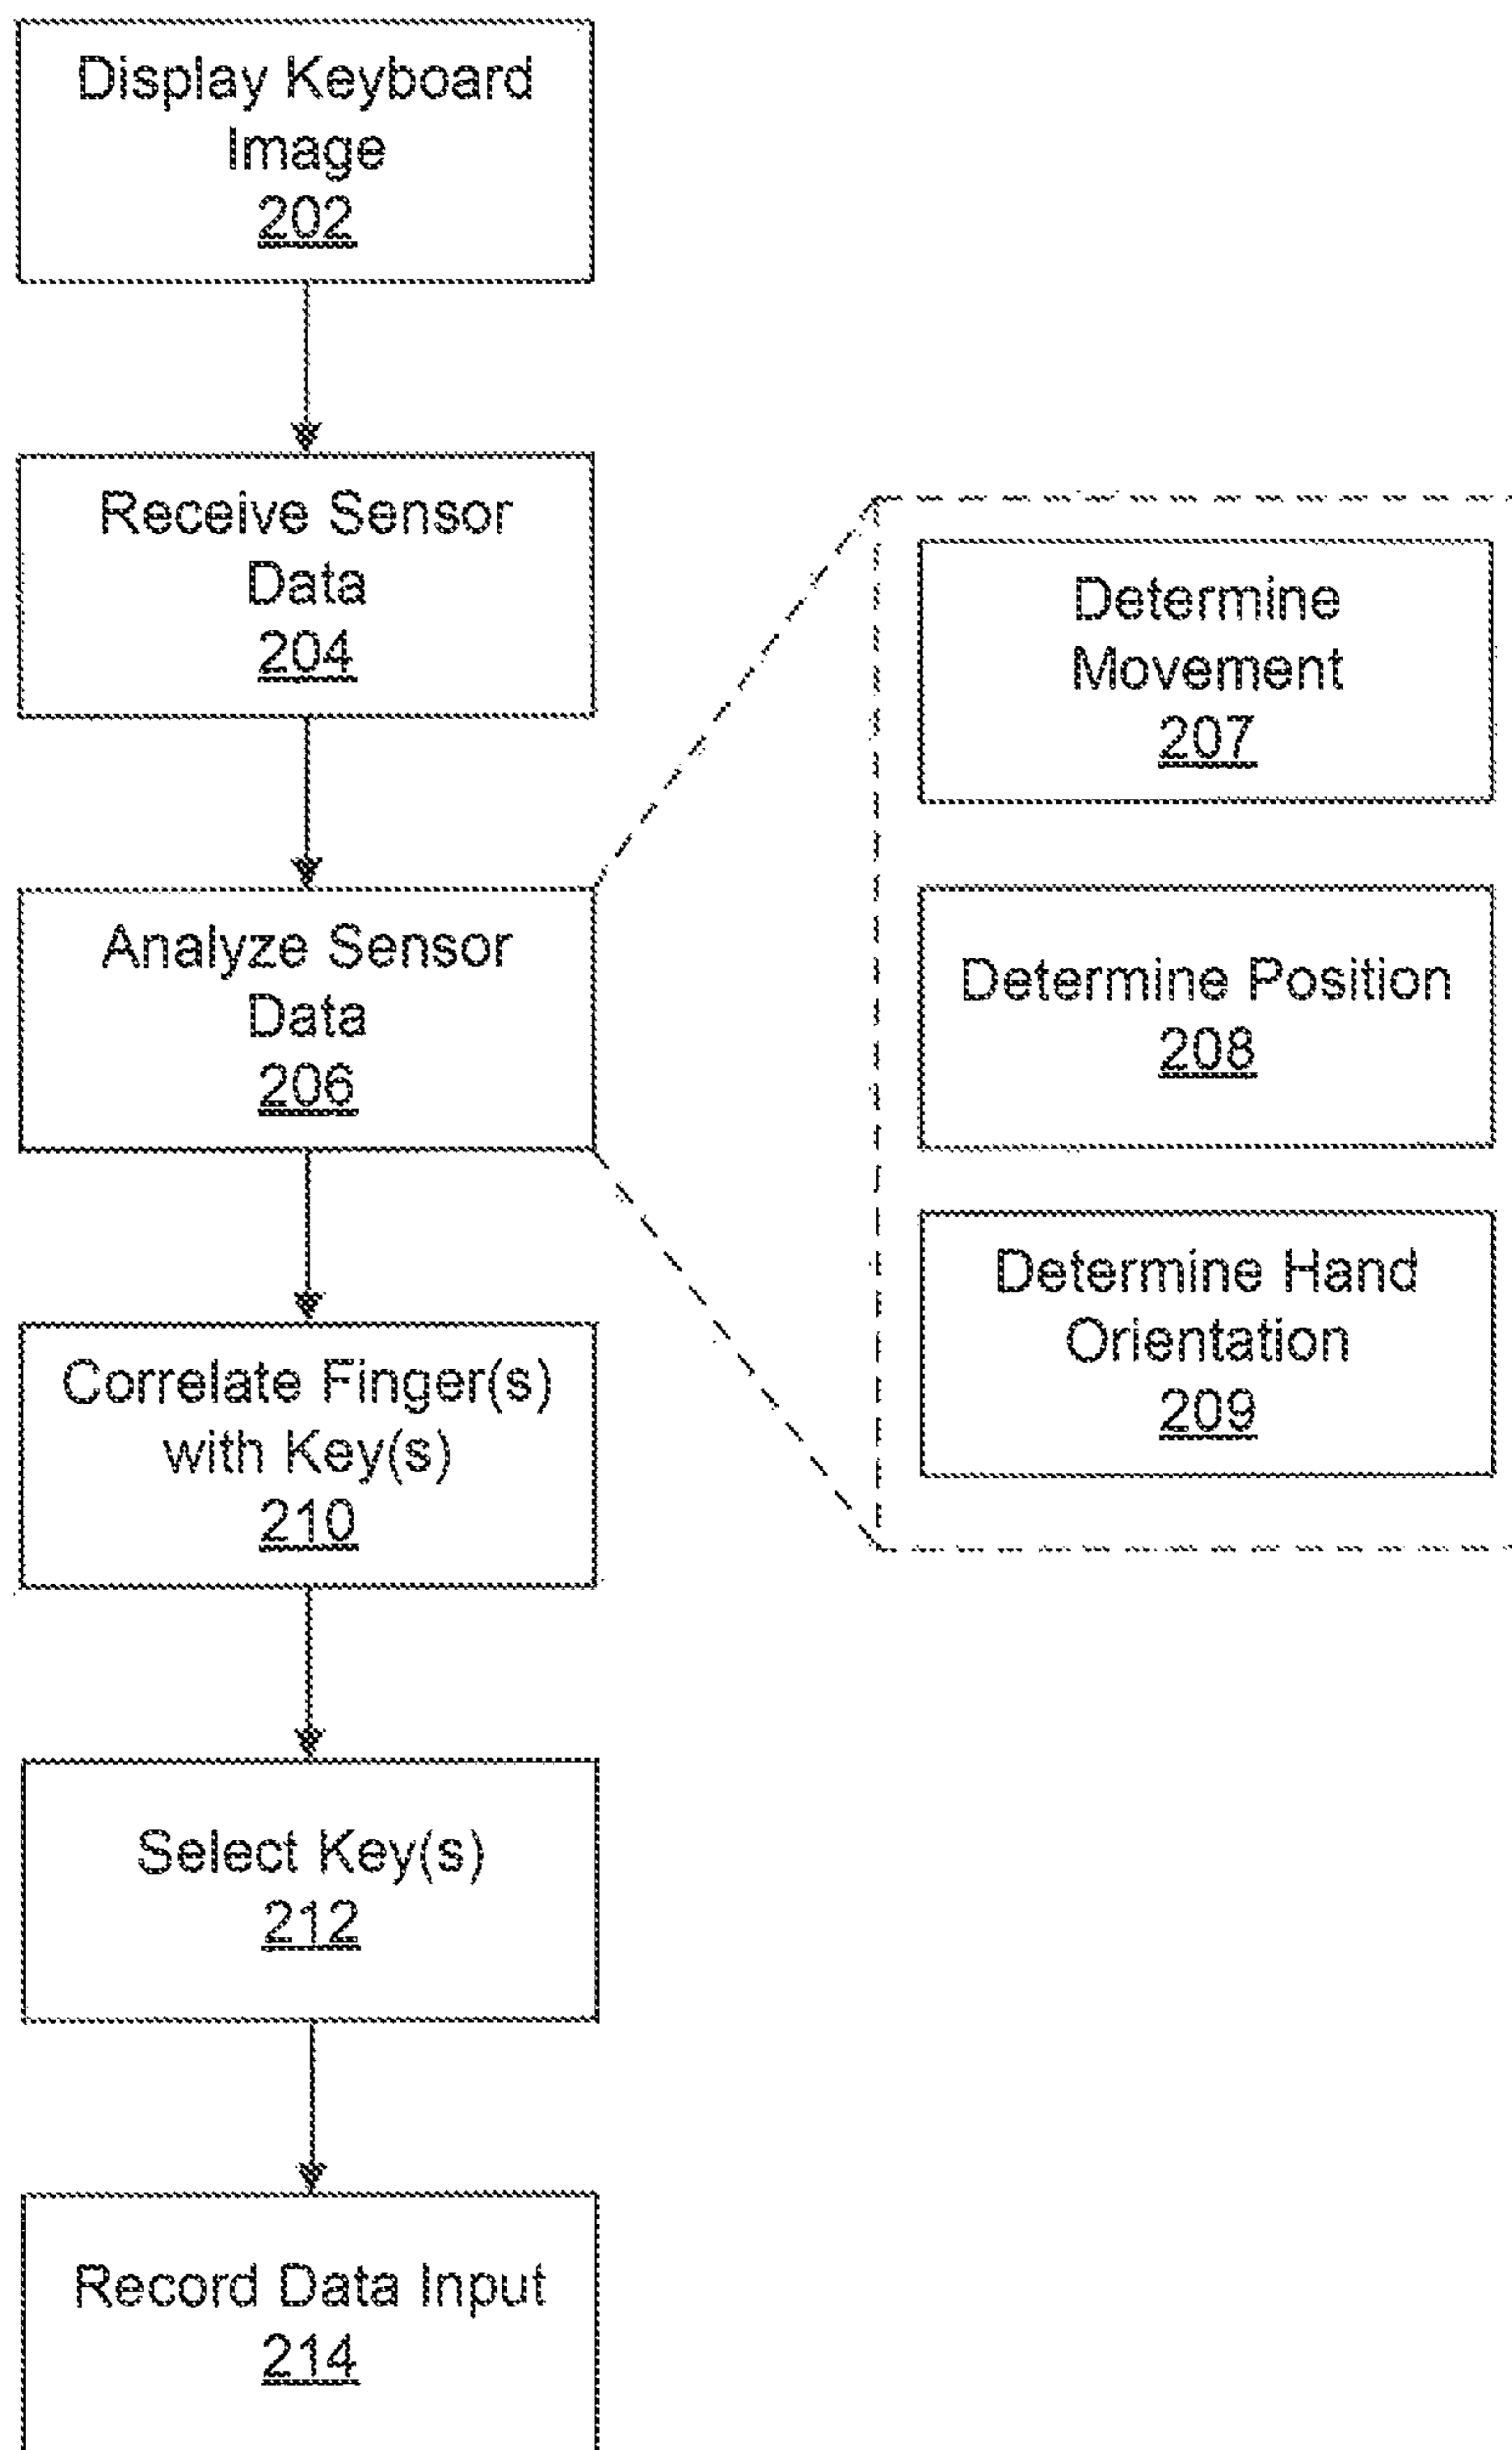 Display Keyboard
Image
202
Receive Sensor
Data
204
Analyze Sensor
Data
206
Determine
Movement
207
Determine Position
208
Determine Hand
Orientation
209
Correlate Finger(s)
with Key(s)
210
Select Key(s)
212
Record Data Input
214